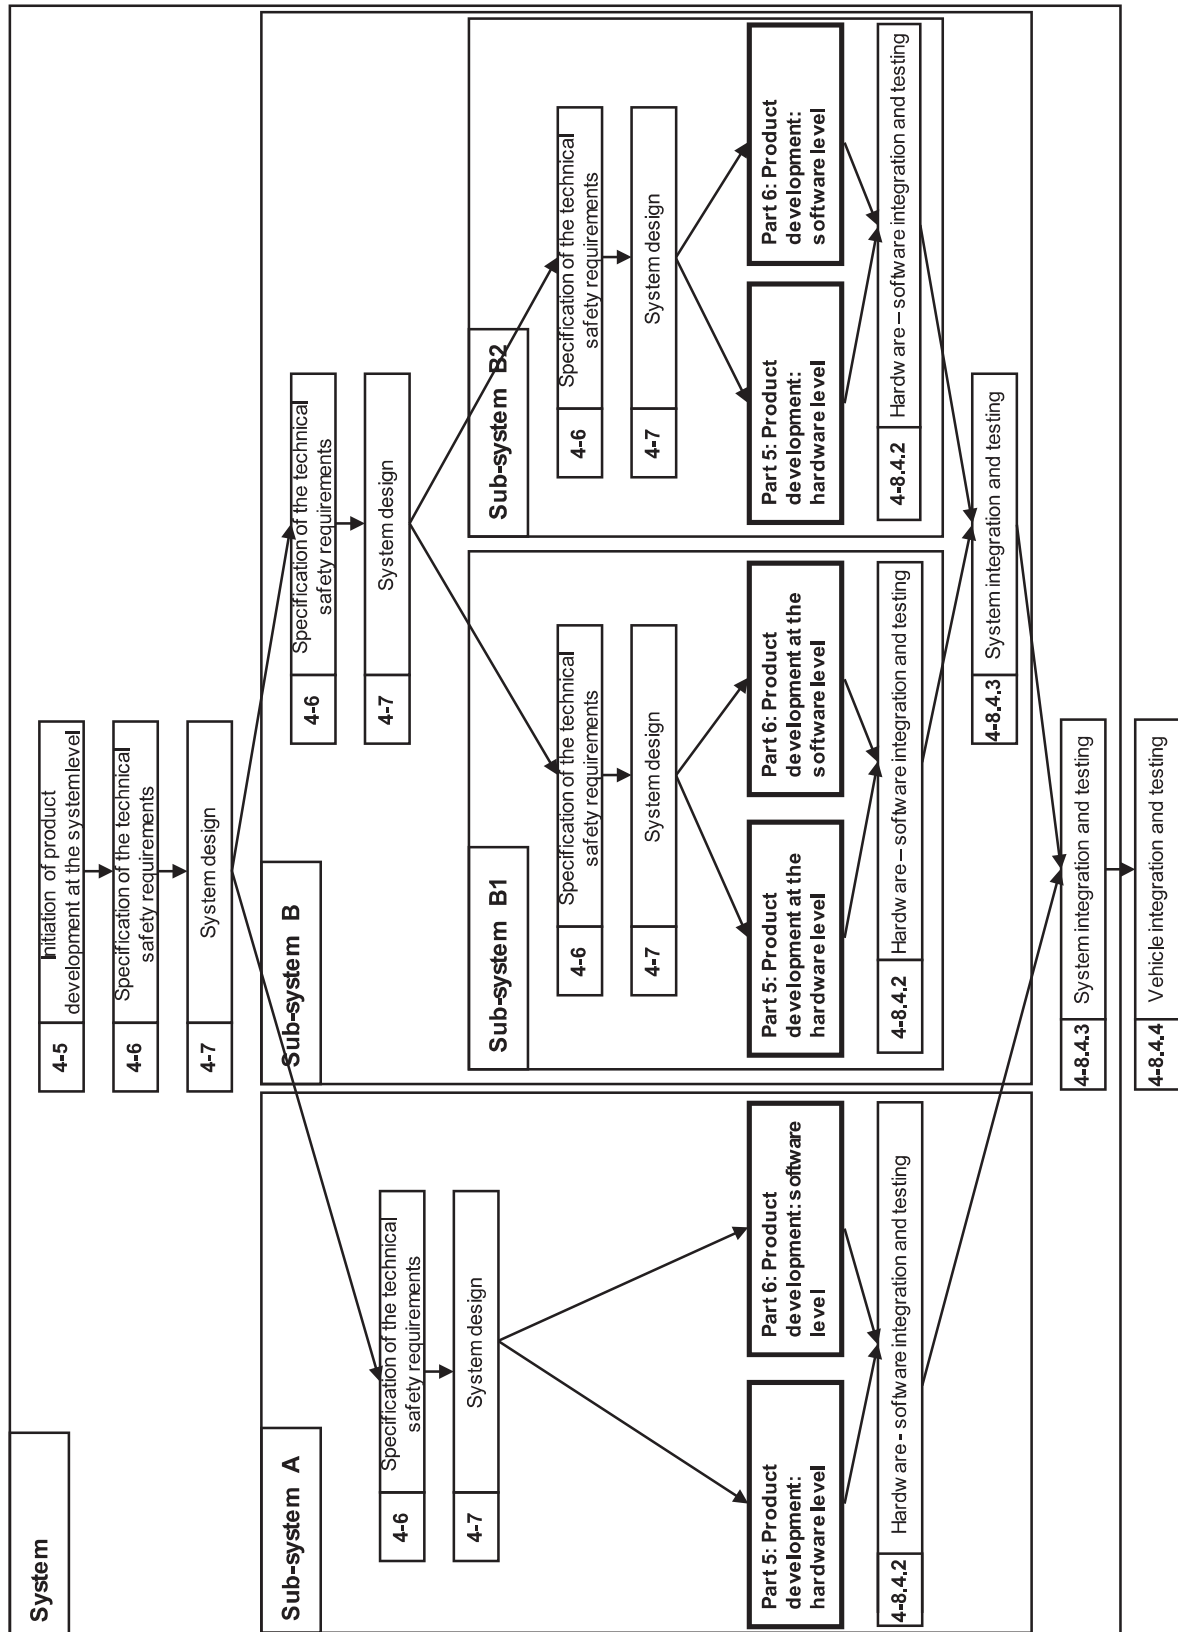 System
4-5
Initiation of product
development at the system level
4-6
Specification of the technical
safety requirements
4-7
System design
Sub-system A
4-6
Specification of the technical
safety requirements
4-7
System design
Part 5: Product
development:
hardware level
Part 6: Product
development: software
level
4-8.4.2
Hardware - software integration and testing
Sub-system B
4-6
Specification of the technical
safety requirements
4-7
System design
Sub-system B1
4-6
Specification of the technical
safety requirements
4-7
System design
Part 5: Product
development at the
hardware level
Part 6: Product
development at the
software level
4-8.4.2
Hardware – software integration and testing
Sub-system B2
4-6
Specification of the technical
safety requirements
4-7
System design
Part 5: Product
development:
hardware level
Part 6: Product
development:
software level
4-8.4.2
Hardware – software integration and testing
4-8.4.3
System integration and testing
4-8.4.3
System integration and testing
4-8.4.4
Vehicle integration and testing